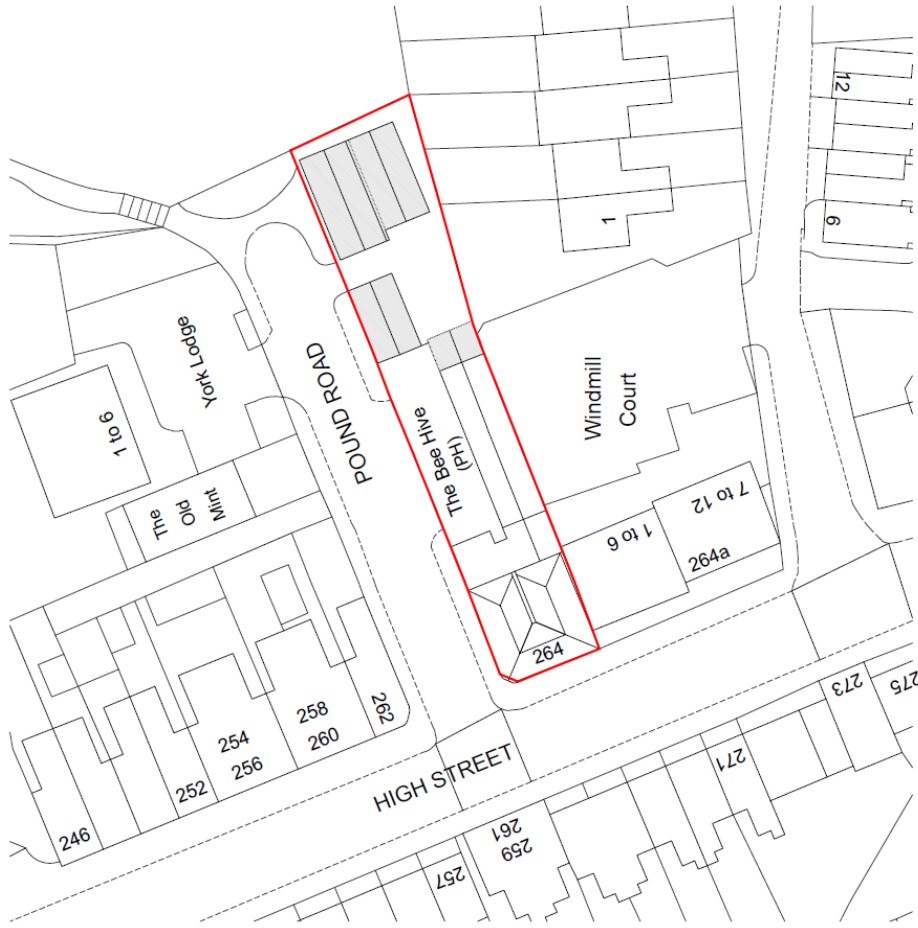 12
1
6
York Lodge
POUND ROAD
Windmill
Court
The Bee Hive
(PH)
1 to 6
The
Old
Mint
7 to 12
1 to 6
264a
264
262
258
260
254
256
252
246
HIGH STREET
273
275
271
261
259
257